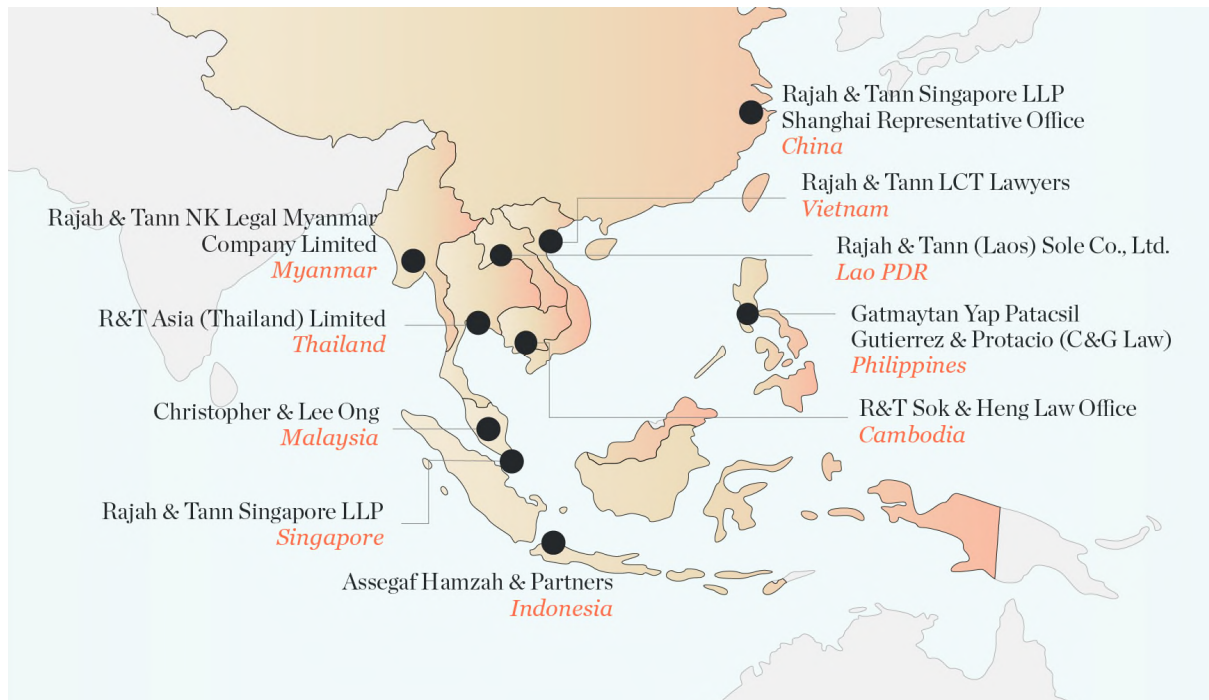 Rajah & Tann Singapore LLP
Shanghai Representative Office
China
Rajah & Tann LCT Lawyers
Vietnam
Rajah & Tann NK Legal Myanmar
Company Limited
Myanmar
Rajah & Tann (Laos) Sole Co., Ltd.
Lao PDR
R&T Asia (Thailand) Limited
Thailand
Gatmaytan Yap Patacsil
Gutierrez & Protacio (C&G Law)
Philippines
Christopher & Lee Ong
Malaysia
R&T Sok & Heng Law Office
Cambodia
Rajah & Tann Singapore LLP
Singapore
Assegaf Hamzah & Partners
Indonesia